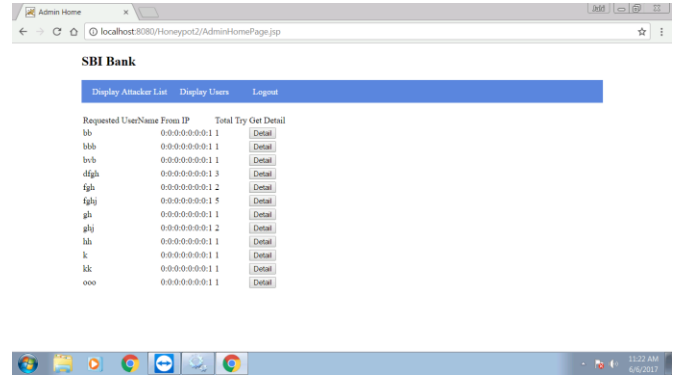 Admin Home
localhost:8080/Honeypot2/AdminHomePage.jsp
SBI Bank
Display Attacker List Display Users Logout
Requested UserName From IP Total Try Get Detail
bb 0:0:0:0:0:0:0:1 1 Detail
bbb 0:0:0:0:0:0:0:1 1 Detail
bvb 0:0:0:0:0:0:0:1 1 Detail
dfgh 0:0:0:0:0:0:0:1 3 Detail
fgh 0:0:0:0:0:0:0:1 2 Detail
fghj 0:0:0:0:0:0:0:1 5 Detail
gh 0:0:0:0:0:0:0:1 1 Detail
ghj 0:0:0:0:0:0:0:1 2 Detail
hh 0:0:0:0:0:0:0:1 1 Detail
k 0:0:0:0:0:0:0:1 1 Detail
kk 0:0:0:0:0:0:0:1 1 Detail
ooo 0:0:0:0:0:0:0:1 1 Detail
11:22 AM
6/6/2017